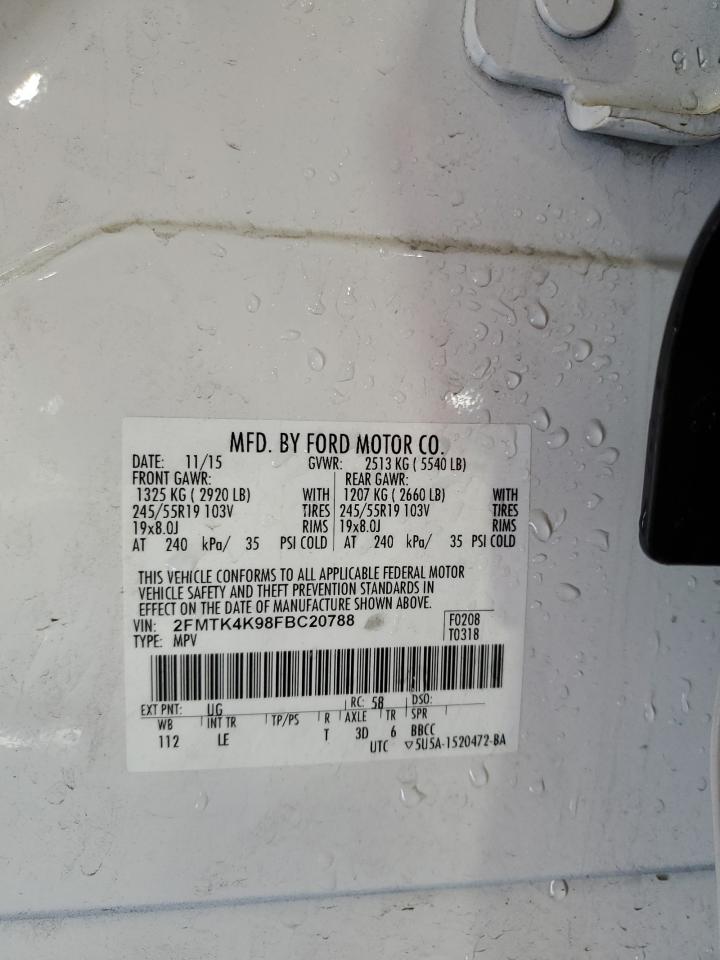 15
MFD. BY FORD MOTOR CO.
DATE: 11/15 GVWR: 2513 KG ( 5540 LB)
FRONT GAWR: REAR GAWR:
1325 KG ( 2920 LB) WITH 1207 KG ( 2660 LB) WITH
245/55R19 103V TIRES 245/55R19 103V TIRES
19x8.0J RIMS 19x8.0J RIMS
AT 240 kPa/ 35 PSI COLD AT 240 kPa/ 35 PSI COLD
THIS VEHICLE CONFORMS TO ALL APPLICABLE FEDERAL MOTOR
VEHICLE SAFETY AND THEFT PREVENTION STANDARDS IN
EFFECT ON THE DATE OF MANUFACTURE SHOWN ABOVE.
VIN: 2FMTK4K98FBC20788 F0208
TYPE: MPV T0318
EXT PNT: UG RC: 58 DSO:
WB INT TR TP/PS R AXLE TR SPR
112 LE T 3D 6 BBCC
UTC ▽5U5A-1520472-BA